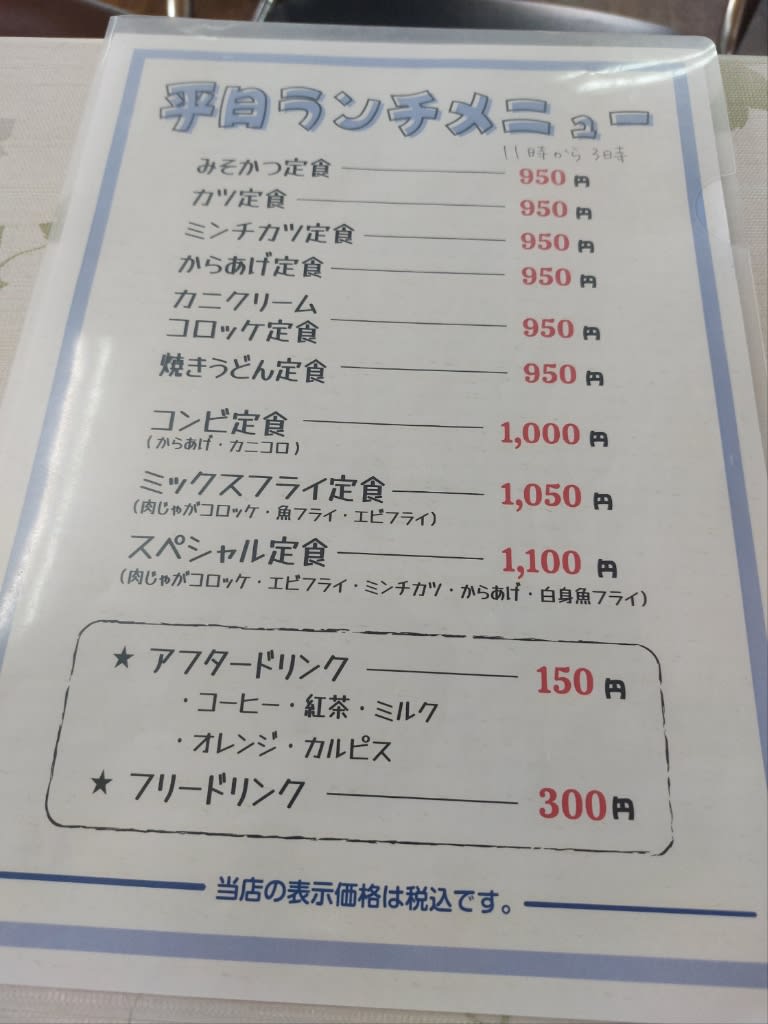 平日ランチメニュー
11時から3時
みそかつ定食 950円
カツ定食 950円
ミンチカツ定食 950円
からあげ定食 950円
カニクリーム
コロッケ定食 950円
焼きうどん定食 950円
コンビ定食 1,000円
(からあげ・カニコロ)
ミックスフライ定食 1,050円
(肉じゃがコロッケ・魚フライ・エビフライ)
スペシャル定食 1,100円
(肉じゃがコロッケ・エビフライ・ミンチカツ・からあげ・白身魚フライ)
★ アフタードリンク 150円
・コーヒー・紅茶・ミルク
・オレンジ・カルピス
★ フリードリンク 300円
当店の表示価格は税込です。